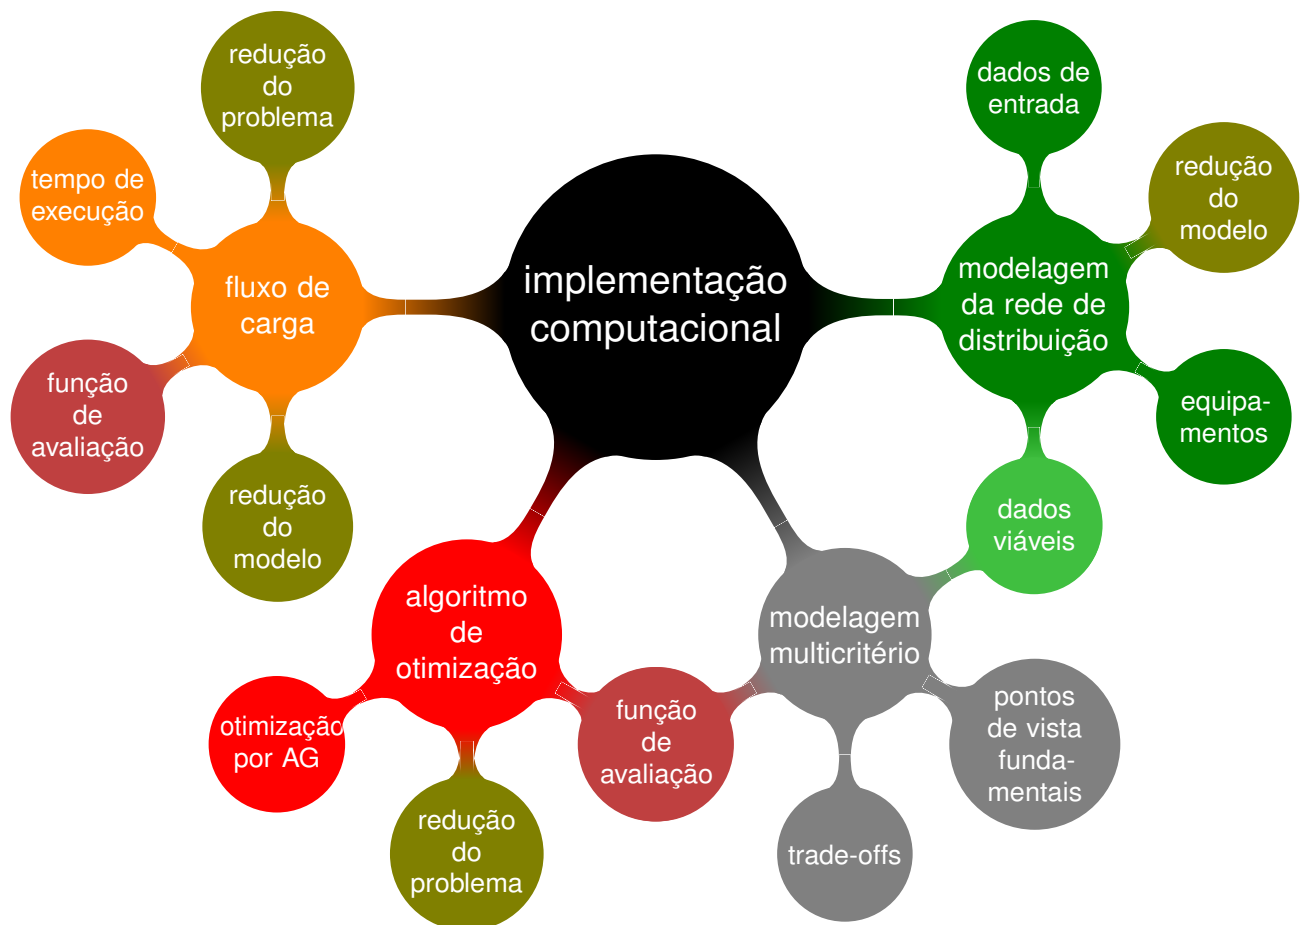 redução
do
problema
dados de
entrada
tempo de
execução
redução
do
modelo
fluxo de
carga
implementação
computacional
modelagem
da rede de
distribuição
função
de
avaliação
equipa-
mentos
redução
do
modelo
dados
viáveis
algoritmo
de
otimização
modelagem
multicritério
otimização
por AG
função
de
avaliação
pontos
de vista
funda-
mentais
redução
do
problema
trade-offs